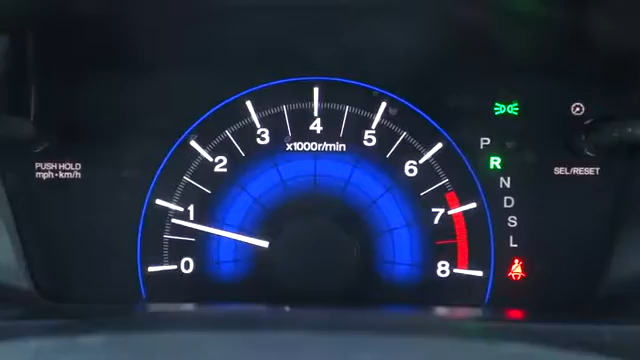 PUSH HOLD
mph•km/h
0
1
2
3
4
5
6
7
8
x1000r/min
P
R
N
D
S
L
SEL/RESET